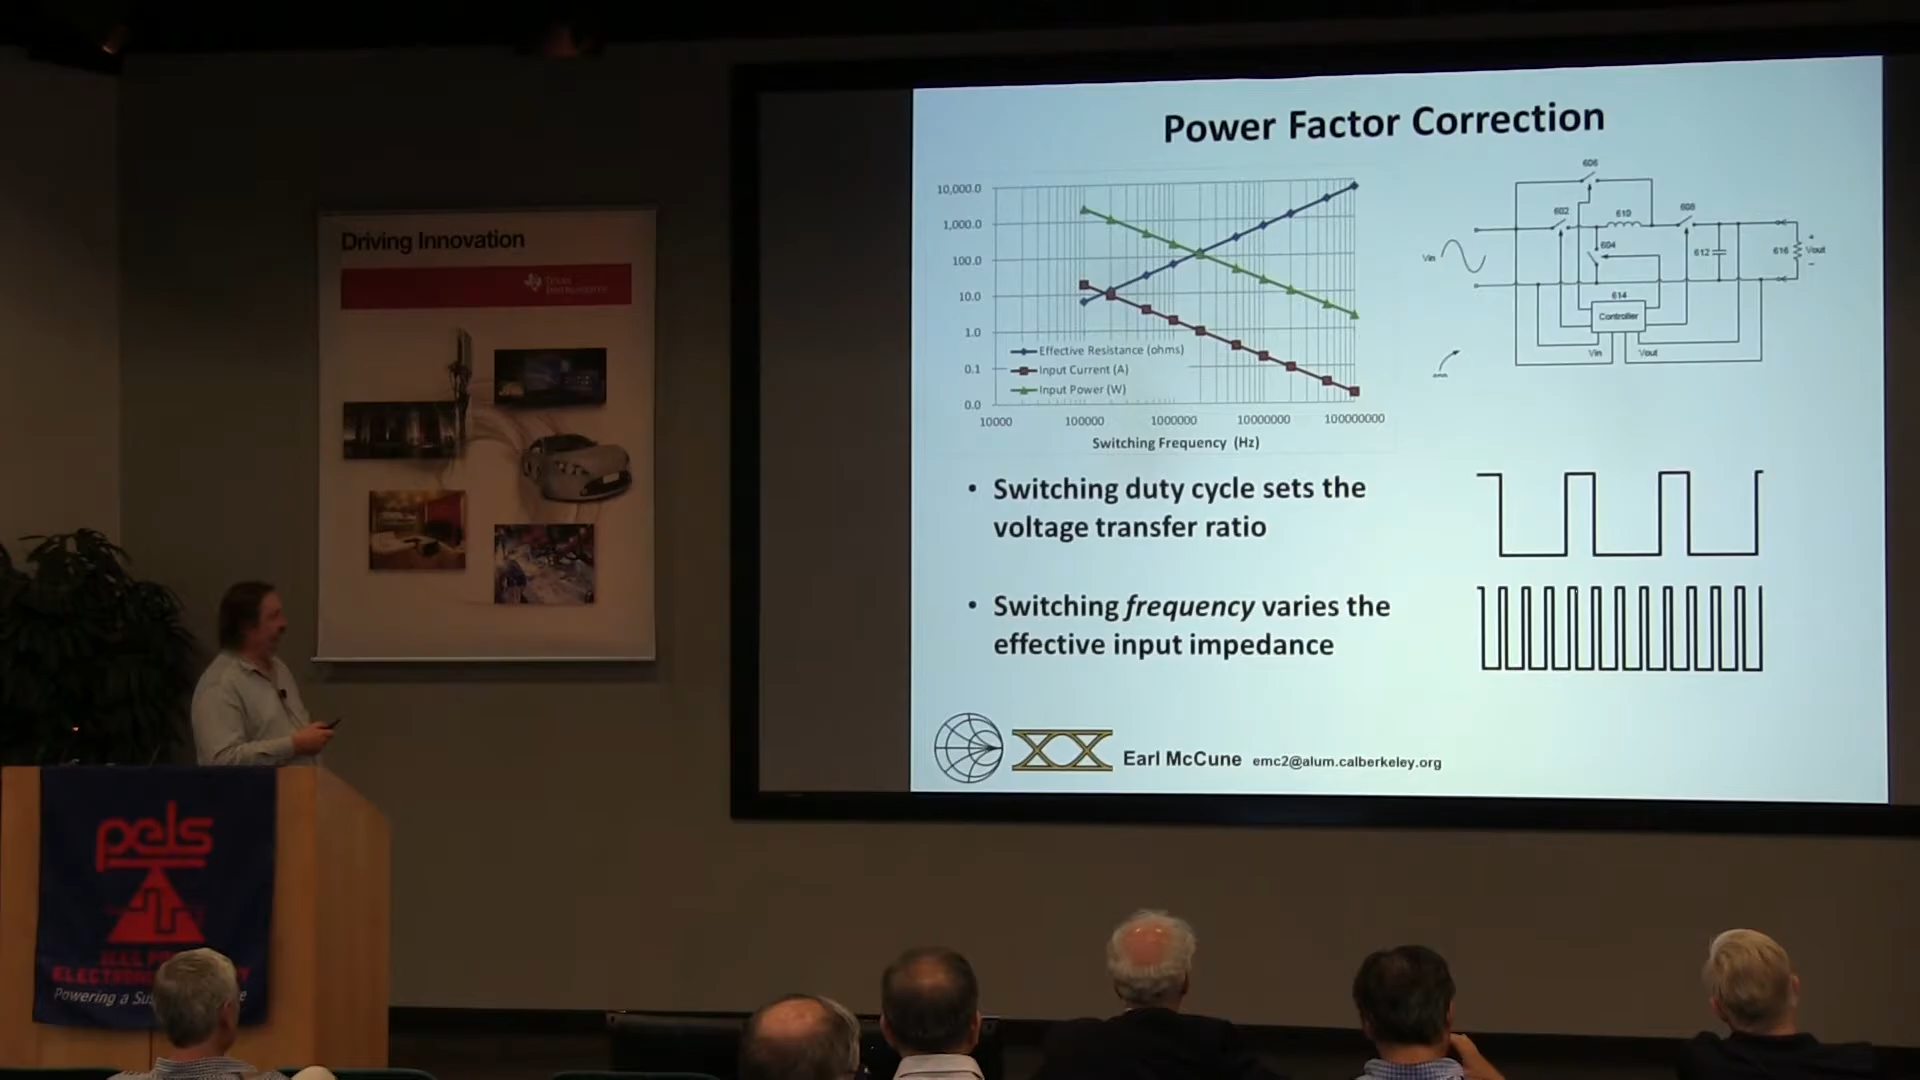 Driving Innovation
TEXAS
INSTRUMENTS
Power Factor Correction
10,000.0
1,000.0
100.0
10.0
1.0
0.1
0.0
Effective Resistance (ohms)
Input Current (A)
Input Power (W)
10000
100000
1000000
10000000
100000000
Switching Frequency (Hz)
606
602
610
608
604
Vin
612
616
+
Vout
–
614
Controller
Vin
Vout
• Switching duty cycle sets the
voltage transfer ratio
• Switching frequency varies the
effective input impedance
Earl McCune emc2@alum.calberkeley.org
pels
IEEE
Powering a